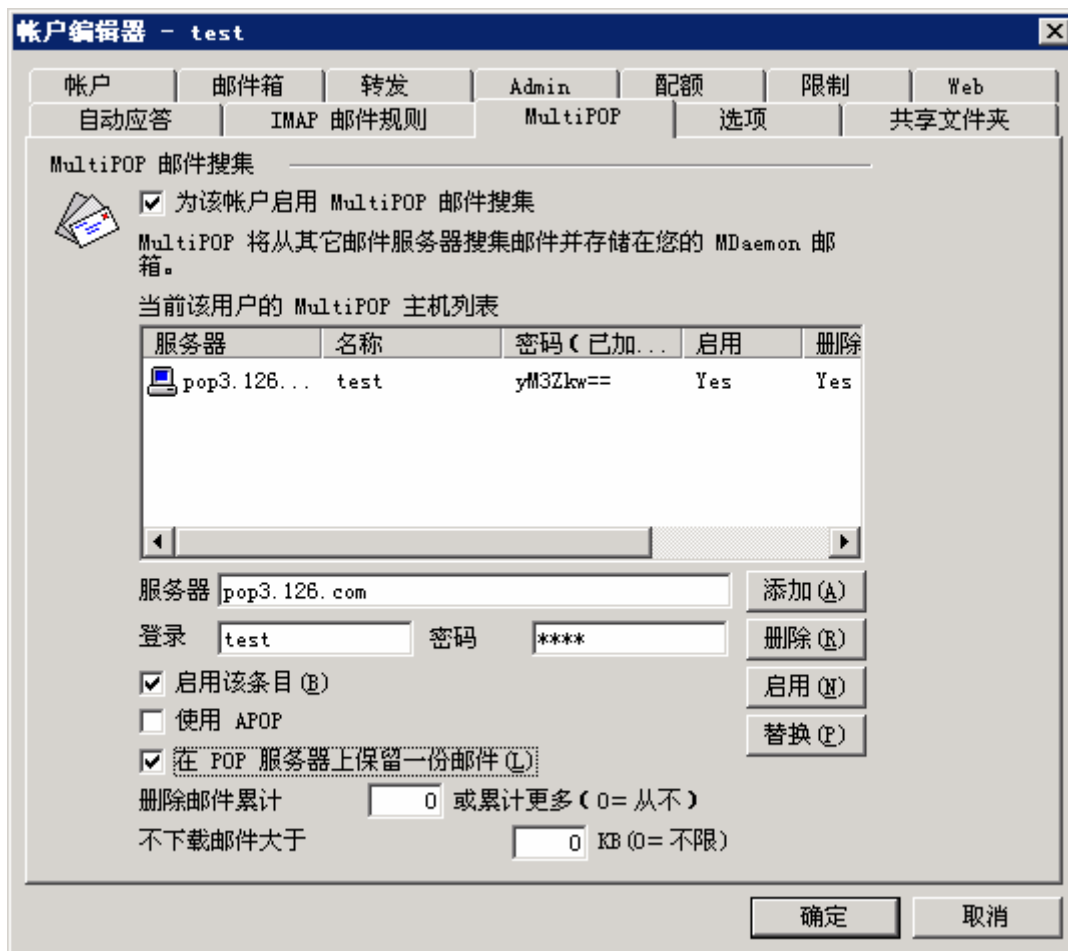 帐户编辑器 - test
帐户 邮件箱 转发 Admin 配额 限制 Web
自动应答 IMAP 邮件规则 MultiPOP 选项 共享文件夹
MultiPOP 邮件搜集
为该帐户启用 MultiPOP 邮件搜集
MultiPOP 将从其它邮件服务器搜集邮件并存储在您的 MDaemon 邮
箱。
当前该用户的 MultiPOP 主机列表
服务器 名称 密码(已加... 启用 删除
pop3.126... test yM3Zkw== Yes Yes
服务器 pop3.126.com 添加(A)
登录 test 密码 **** 删除(R)
启用该条目(B) 启用(N)
使用 APOP 替换(P)
在 POP 服务器上保留一份邮件(L)
删除邮件累计 0 或累计更多(0= 从不)
不下载邮件大于 0 KB(0= 不限)
确定 取消